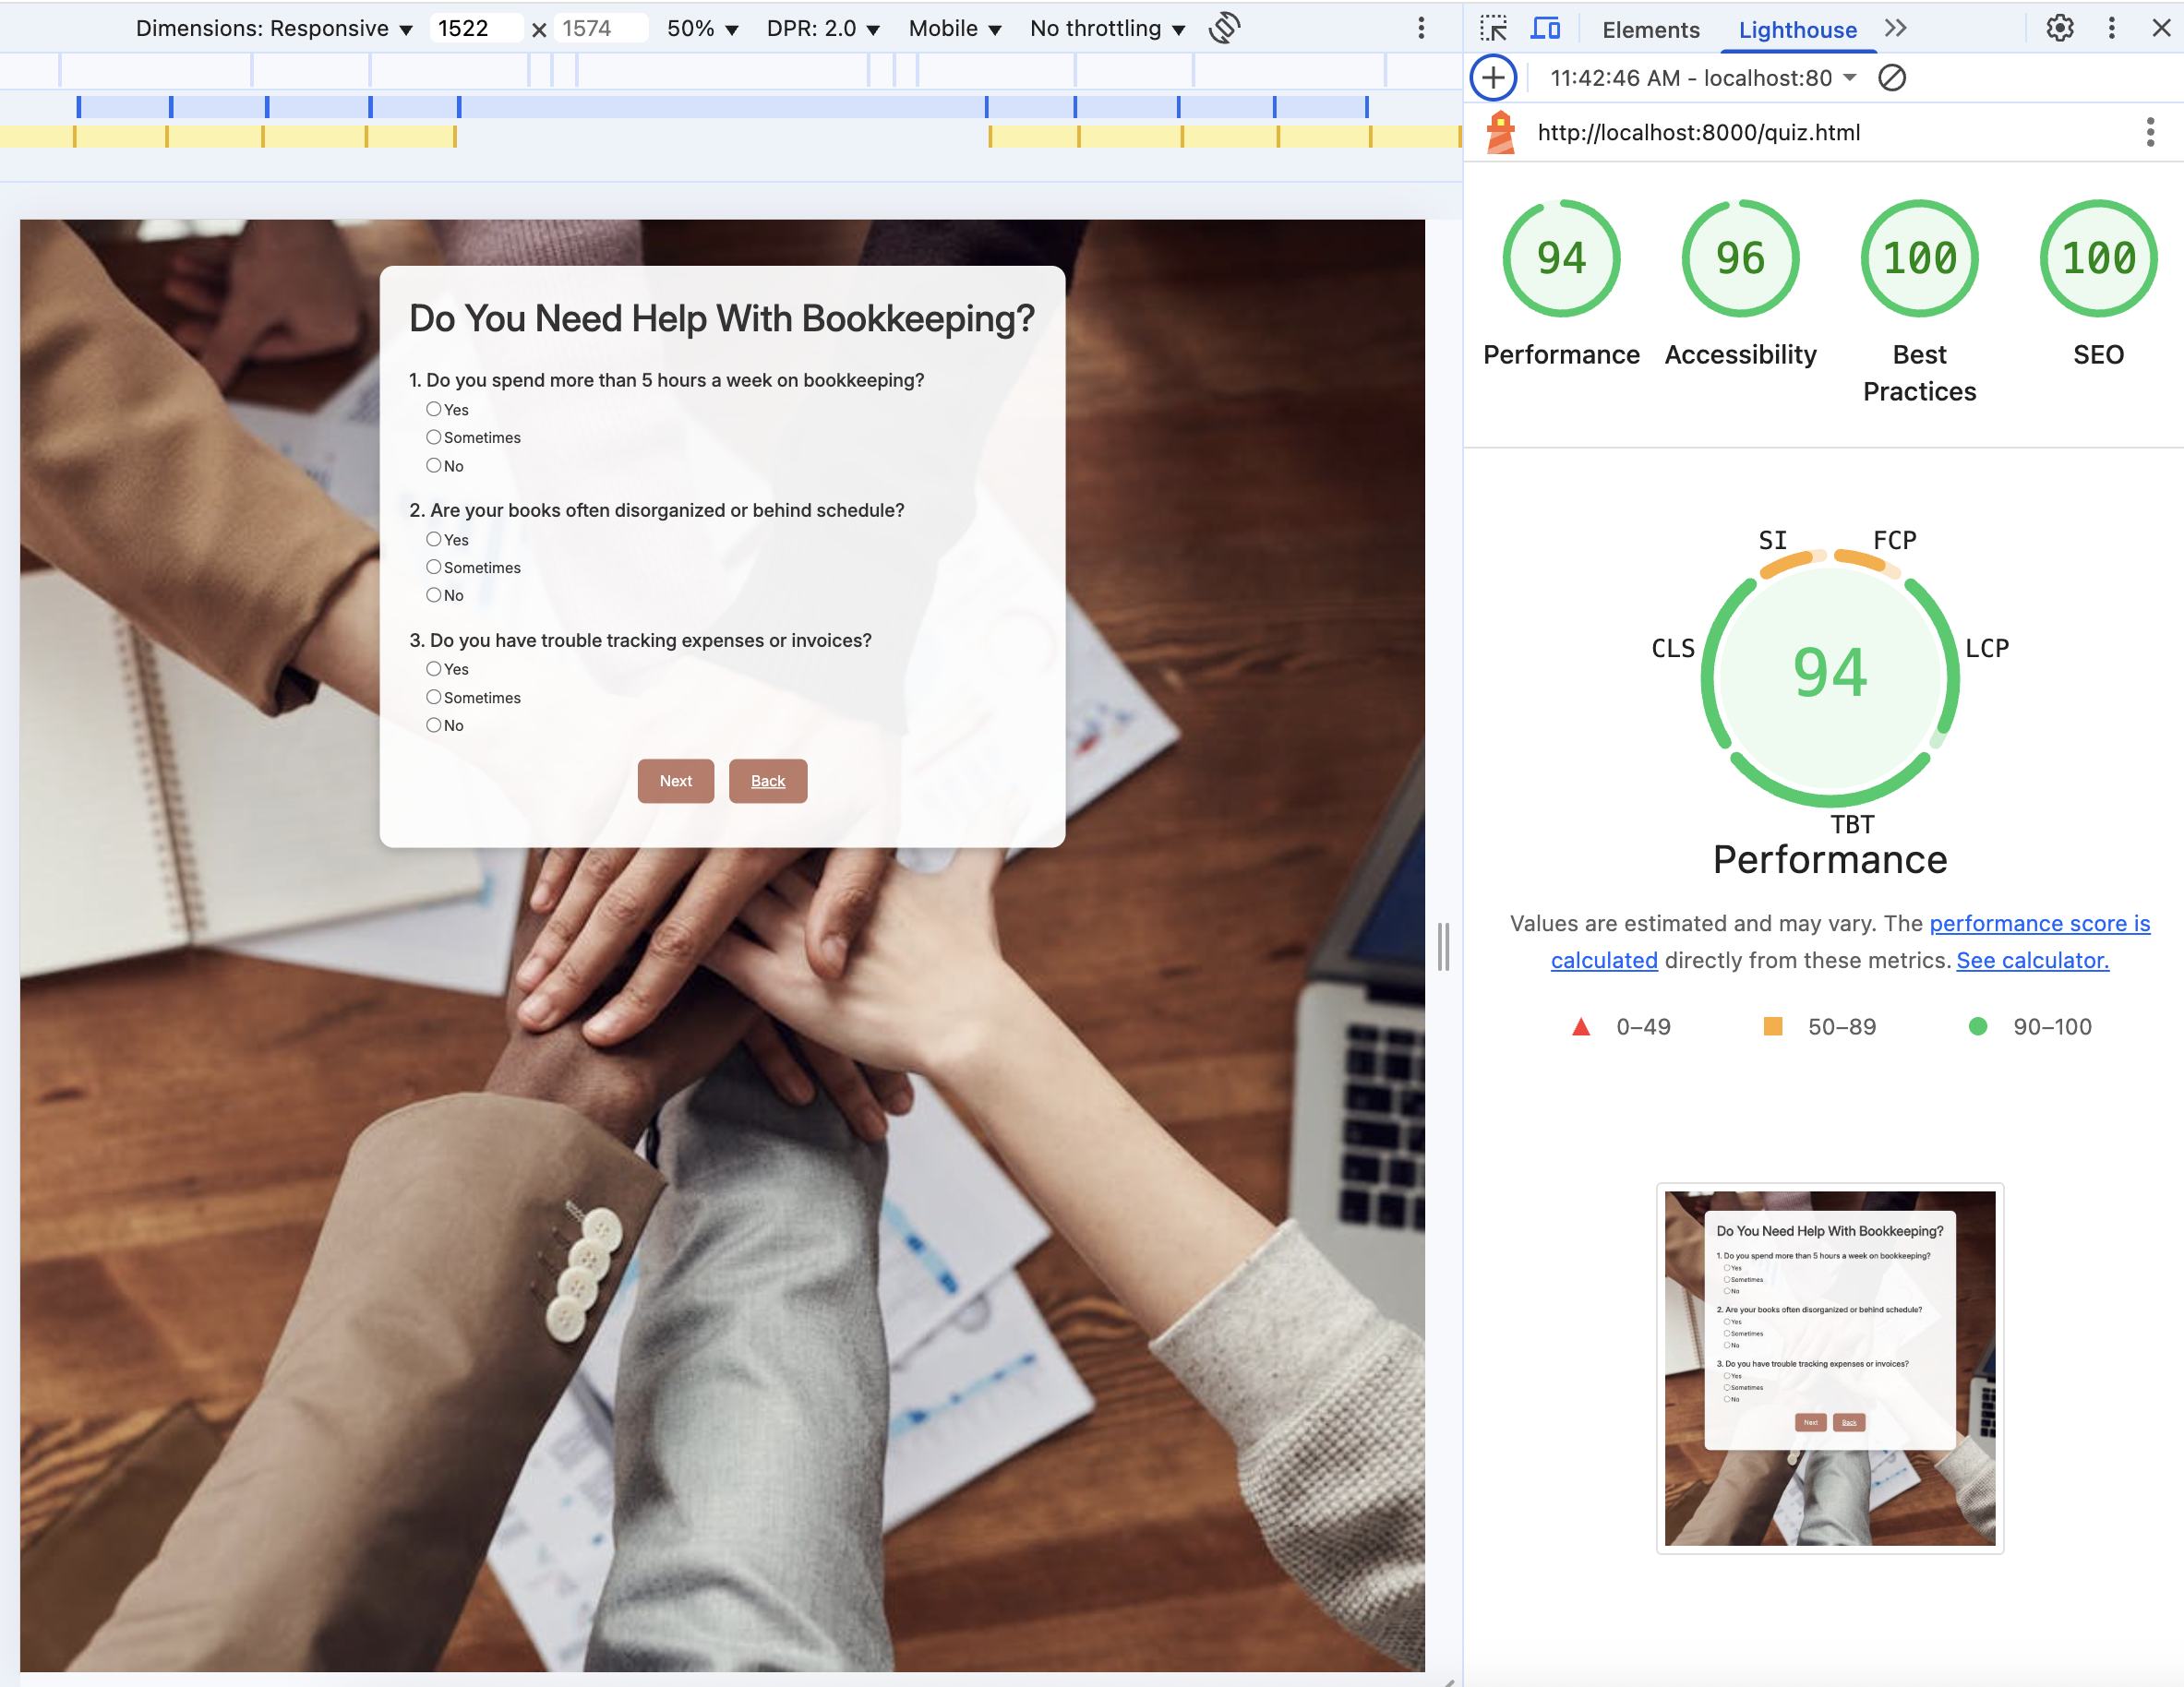 Dimensions: Responsive ▼ 1522 × 1574 50% ▼ DPR: 2.0 ▼ Mobile ▼ No throttling ▼
Elements Lighthouse
11:42:46 AM - localhost:80
http://localhost:8000/quiz.html
94 96 100 100
Performance Accessibility Best Practices SEO
Do You Need Help With Bookkeeping?
1. Do you spend more than 5 hours a week on bookkeeping?
Yes
Sometimes
No
2. Are your books often disorganized or behind schedule?
Yes
Sometimes
No
3. Do you have trouble tracking expenses or invoices?
Yes
Sometimes
No
Next Back
SI FCP
CLS LCP
94
TBT
Performance
Values are estimated and may vary. The performance score is
calculated directly from these metrics. See calculator.
0–49 50–89 90–100
Do You Need Help With Bookkeeping?
1. Do you spend more than 5 hours a week on bookkeeping?
Yes
Sometimes
No
2. Are your books often disorganized or behind schedule?
Yes
Sometimes
No
3. Do you have trouble tracking expenses or invoices?
Yes
Sometimes
No
Next Back